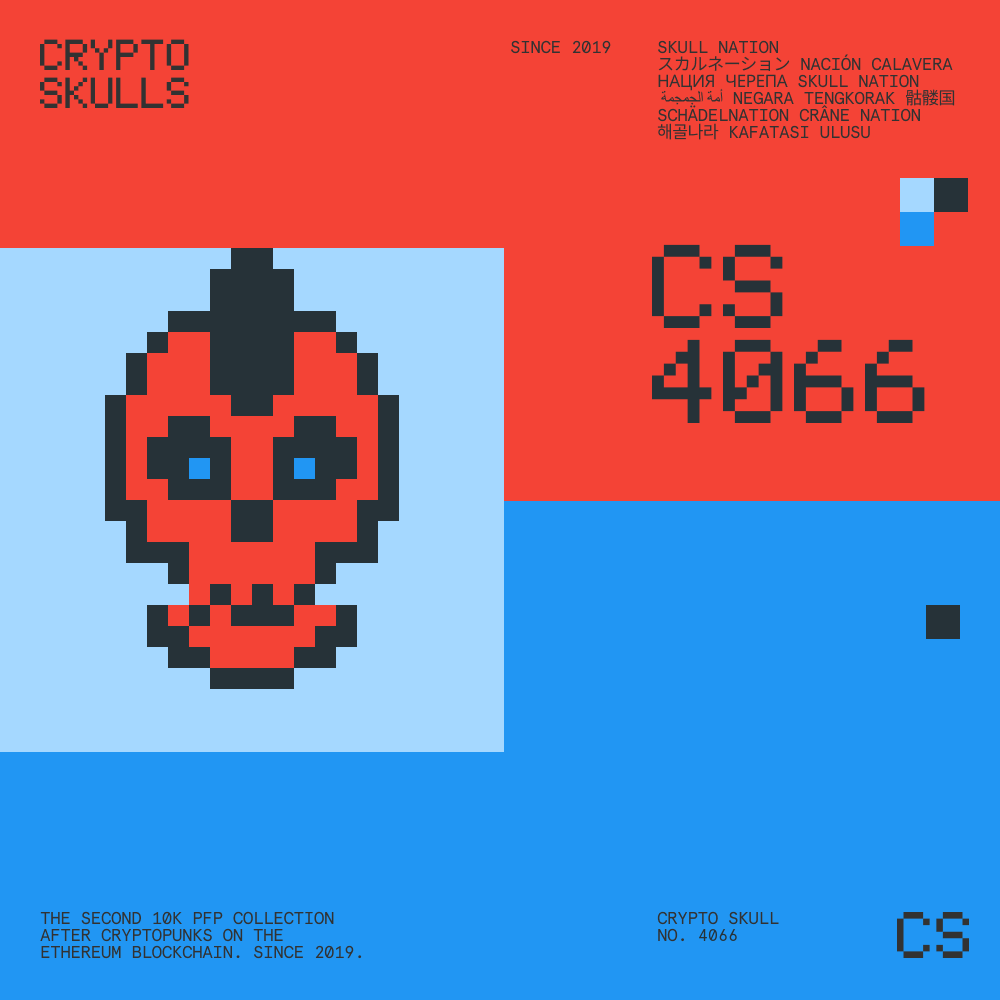 CRYPTO
SKULLS
SINCE 2019
SKULL NATION
スカルネーション NACIÓN CALAVERA
НАЦИЯ ЧЕРЕПА SKULL NATION
أمة الجمجمة NEGARA TENGKORAK 骷髅国
SCHÄDELNATION CRÂNE NATION
해골나라 KAFATASI ULUSU
CS
4066
THE SECOND 10K PFP COLLECTION
AFTER CRYPTOPUNKS ON THE
ETHEREUM BLOCKCHAIN. SINCE 2019.
CRYPTO SKULL
NO. 4066
CS